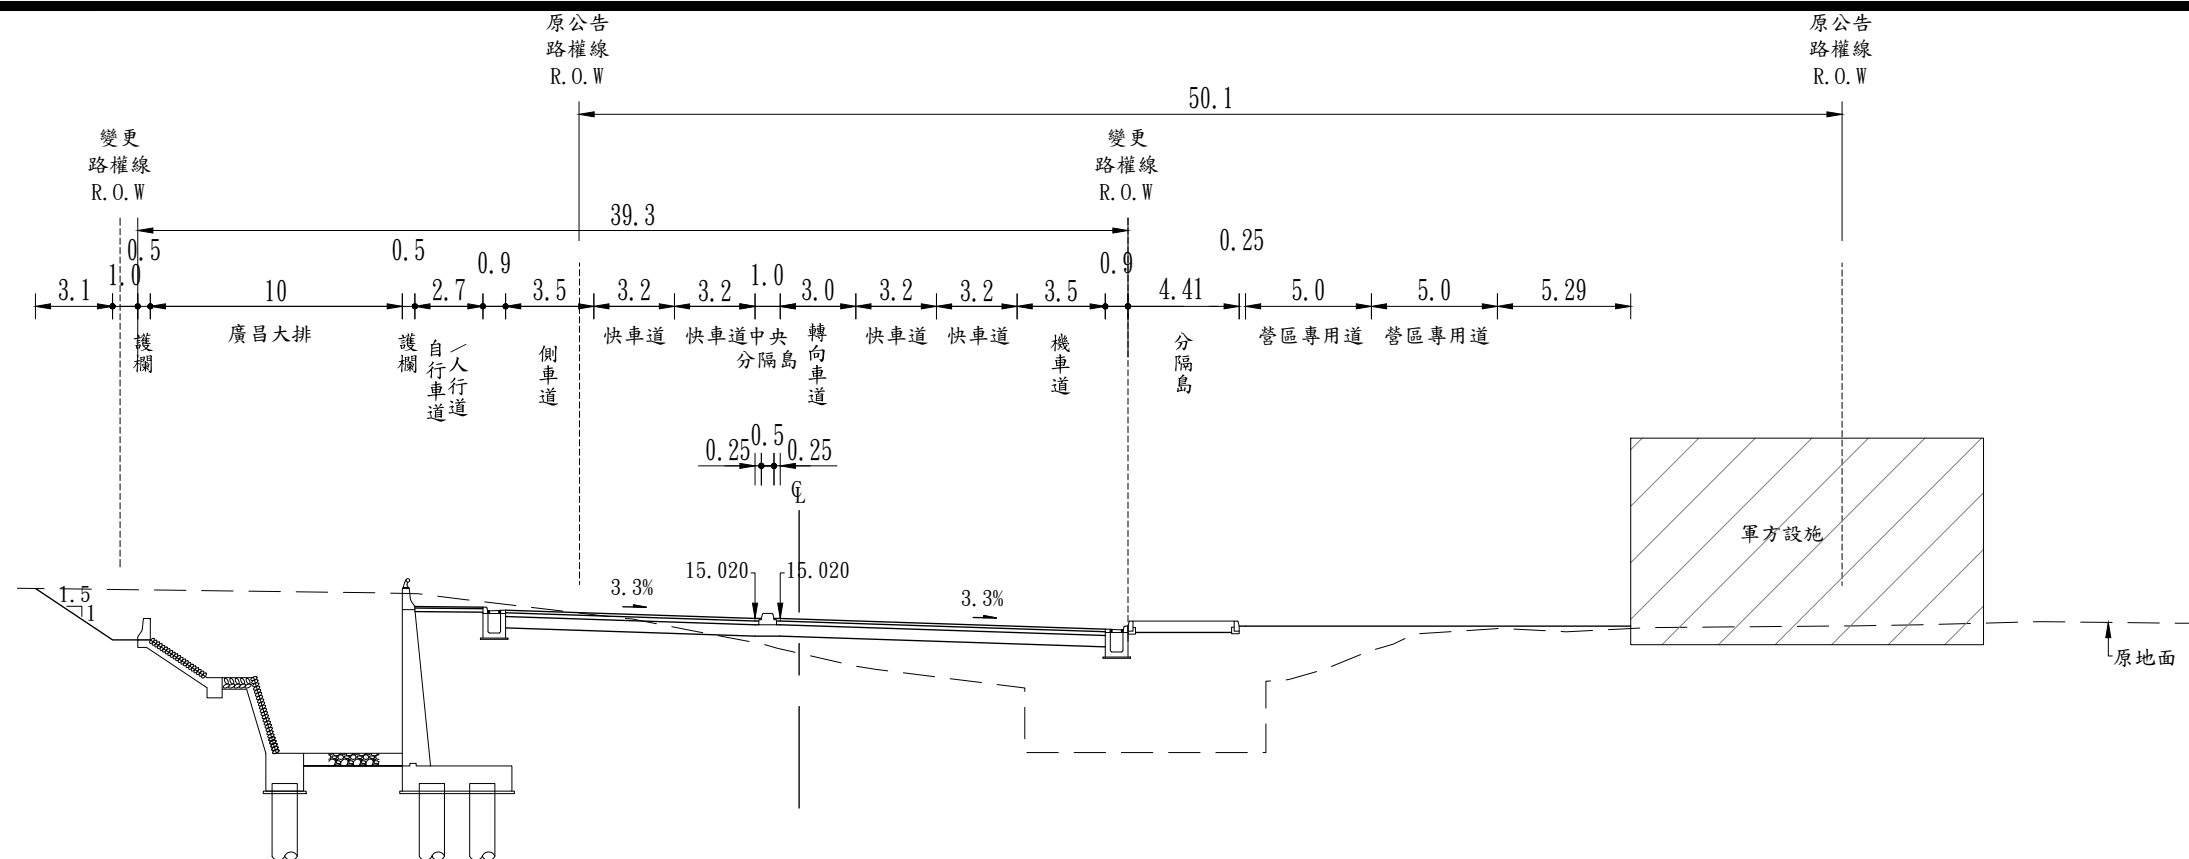 原公告
路權線
R.O.W
原公告
路權線
R.O.W
50.1
變更
路權線
R.O.W
變更
路權線
R.O.W
39.3
3.1
1.0
0.5
10
0.5
2.7
0.9
3.5
3.2
3.2
1.0
3.0
3.2
3.2
3.5
0.9
4.41
0.25
5.0
5.0
5.29
護欄
廣昌大排
護欄
自行車道
/人行道
側車道
快車道
快車道
中央
分隔島
轉向車道
快車道
快車道
機車道
分隔島
營區專用道
營區專用道
0.25
0.5
0.25
℄
軍方設施
1.5
1
3.3%
15.020
15.020
3.3%
原地面